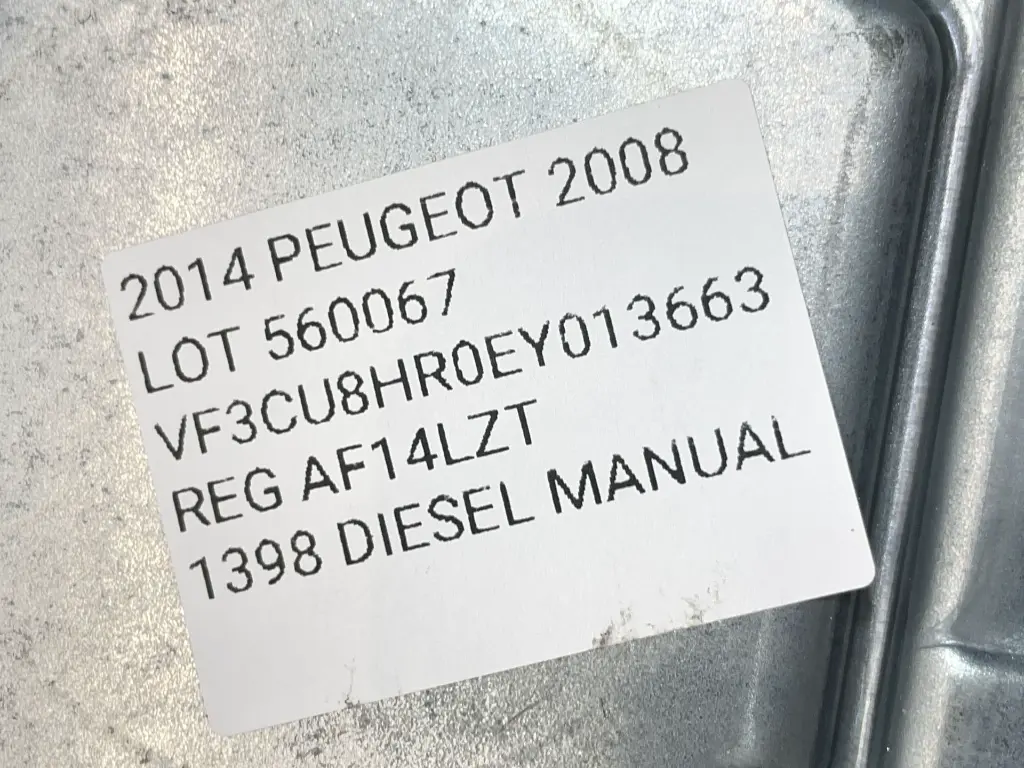 2014 PEUGEOT 2008
LOT 560067
VF3CU8HR0EY013663
REG AF14LZT
1398 DIESEL MANUAL